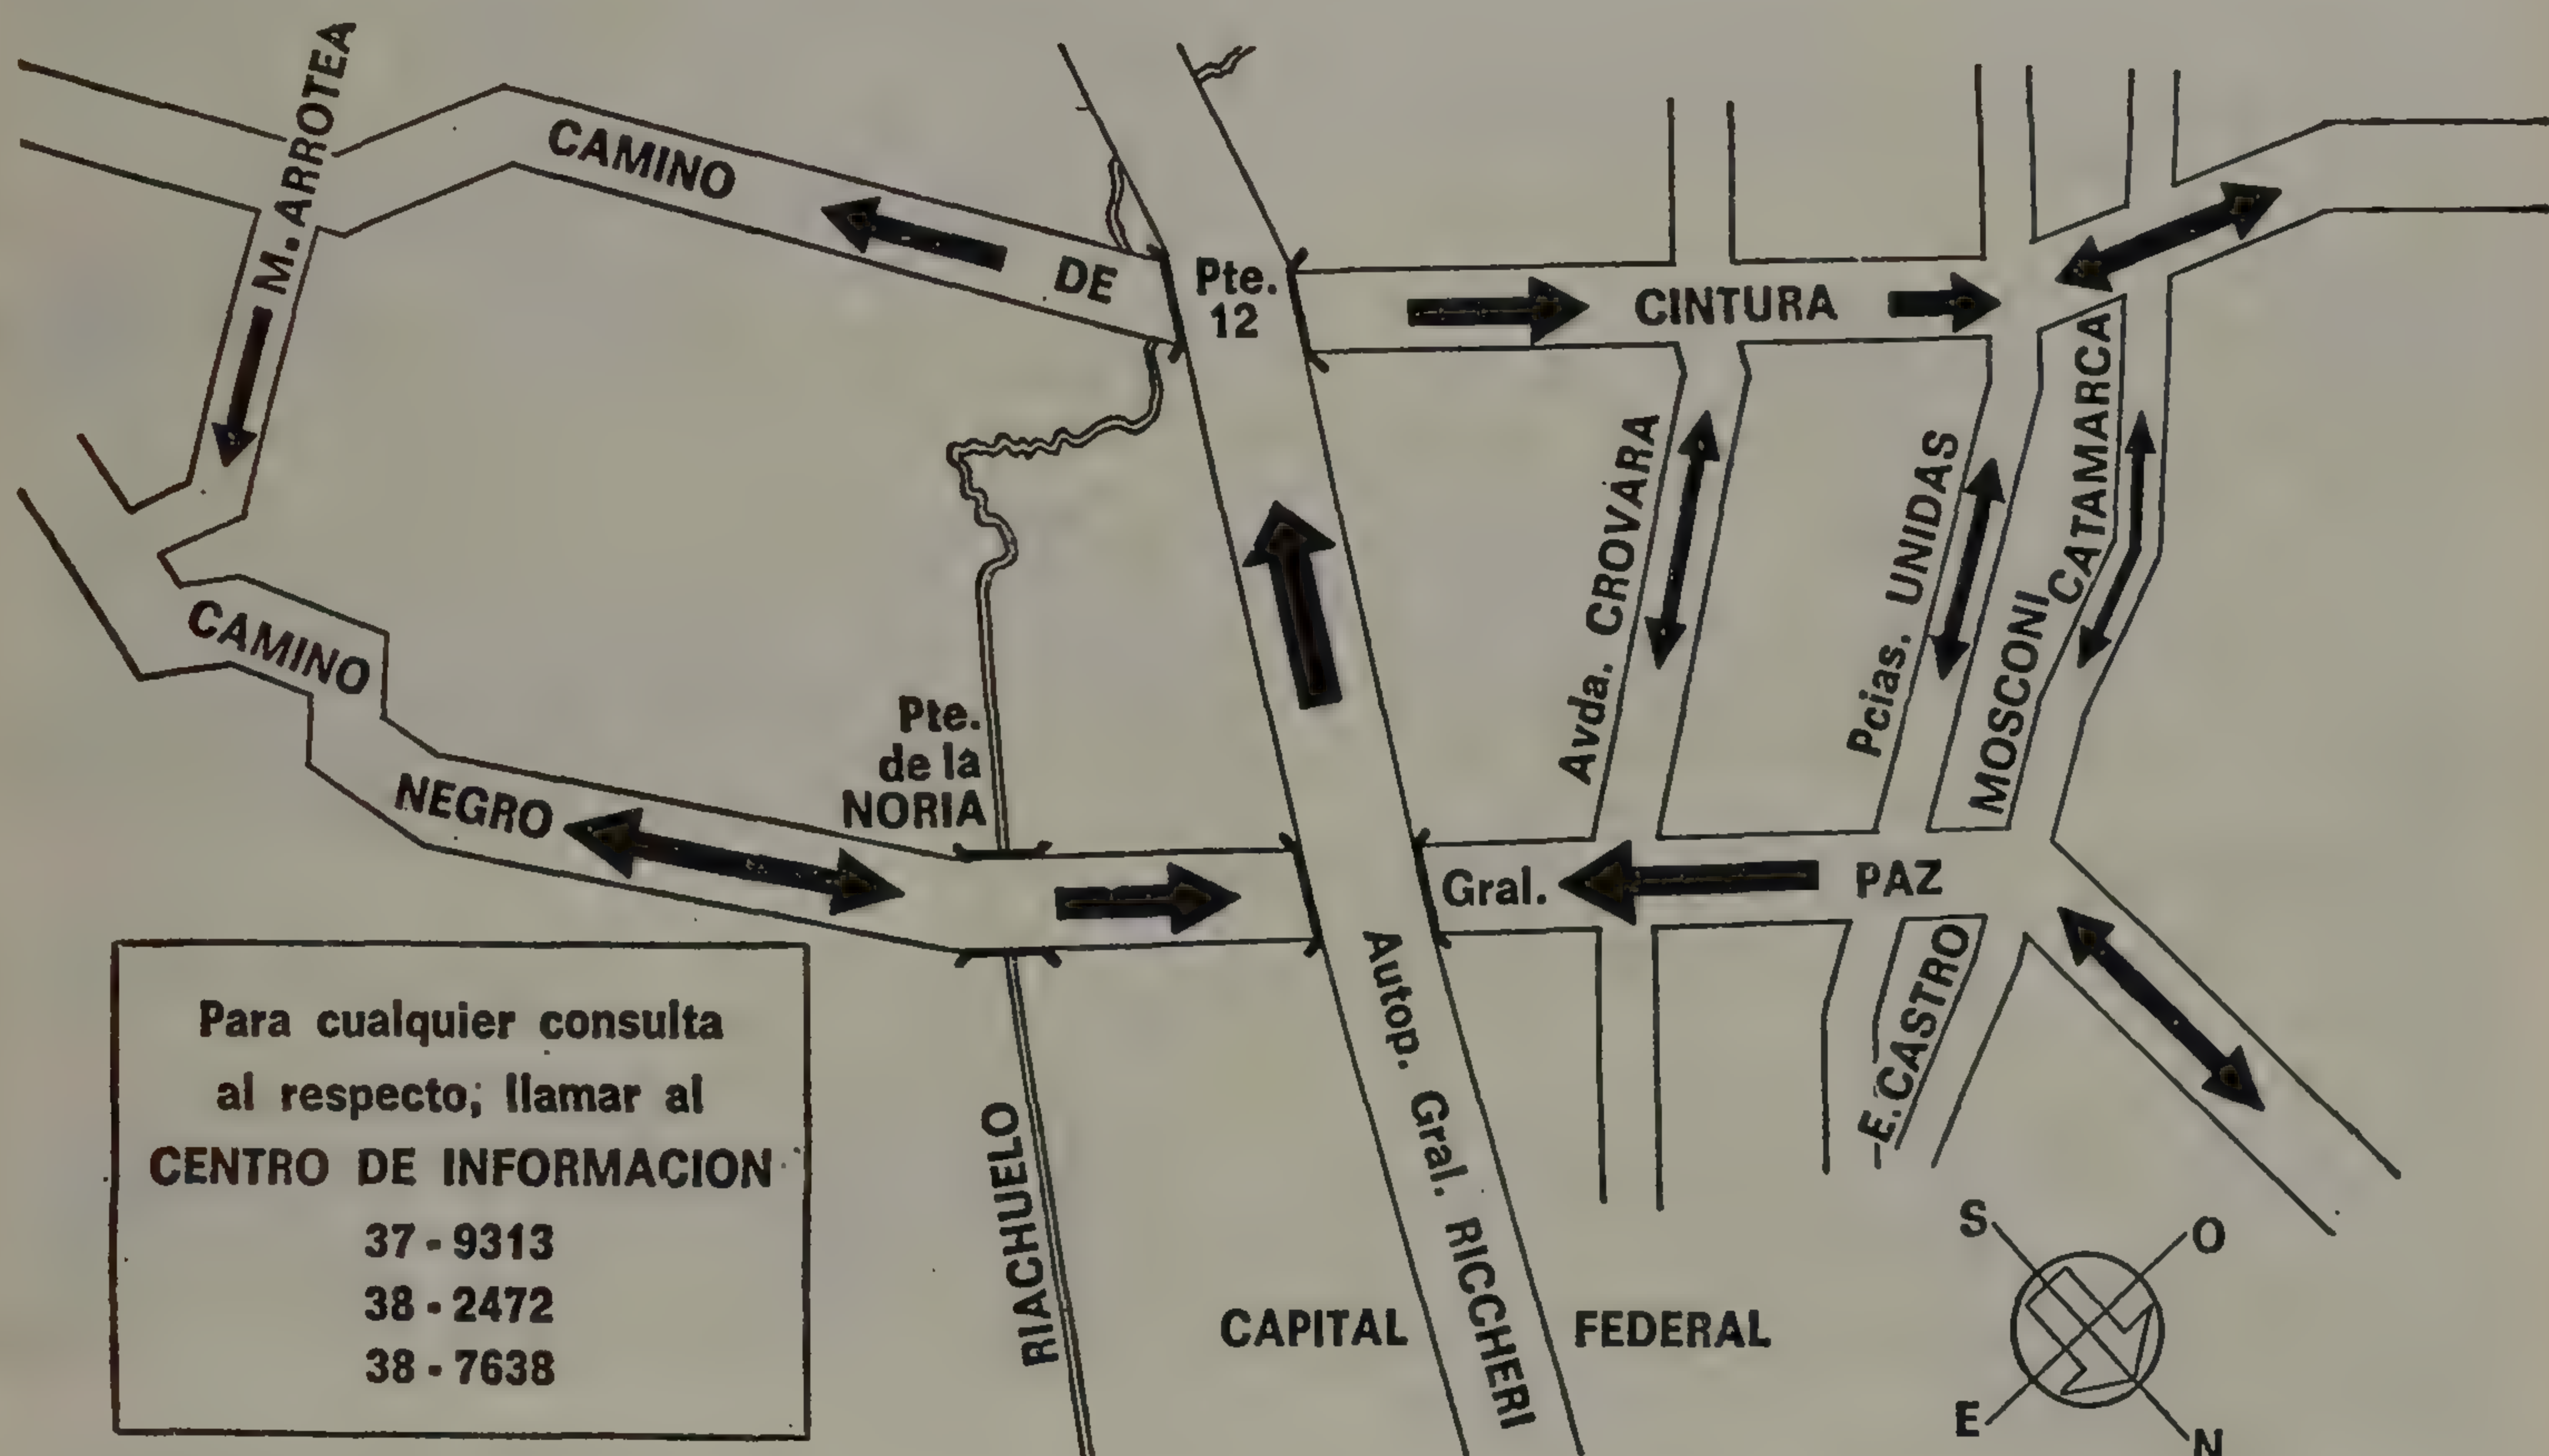 M. ARROTEA
CAMINO
DE
Pte.
12
CINTURA
CAMINO
NEGRO
Pte.
de la
NORIA
Avda. CROVARA
Pcias. UNIDAS
MOSCONI
CATAMARCA
Gral.
PAZ
E. CASTRO
Autop. Gral. RICCHERI
RIACHUELO
CAPITAL FEDERAL
Para cualquier consulta
al respecto; llamar al
CENTRO DE INFORMACION
37-9313
38-2472
38-7638
S
O
E
N